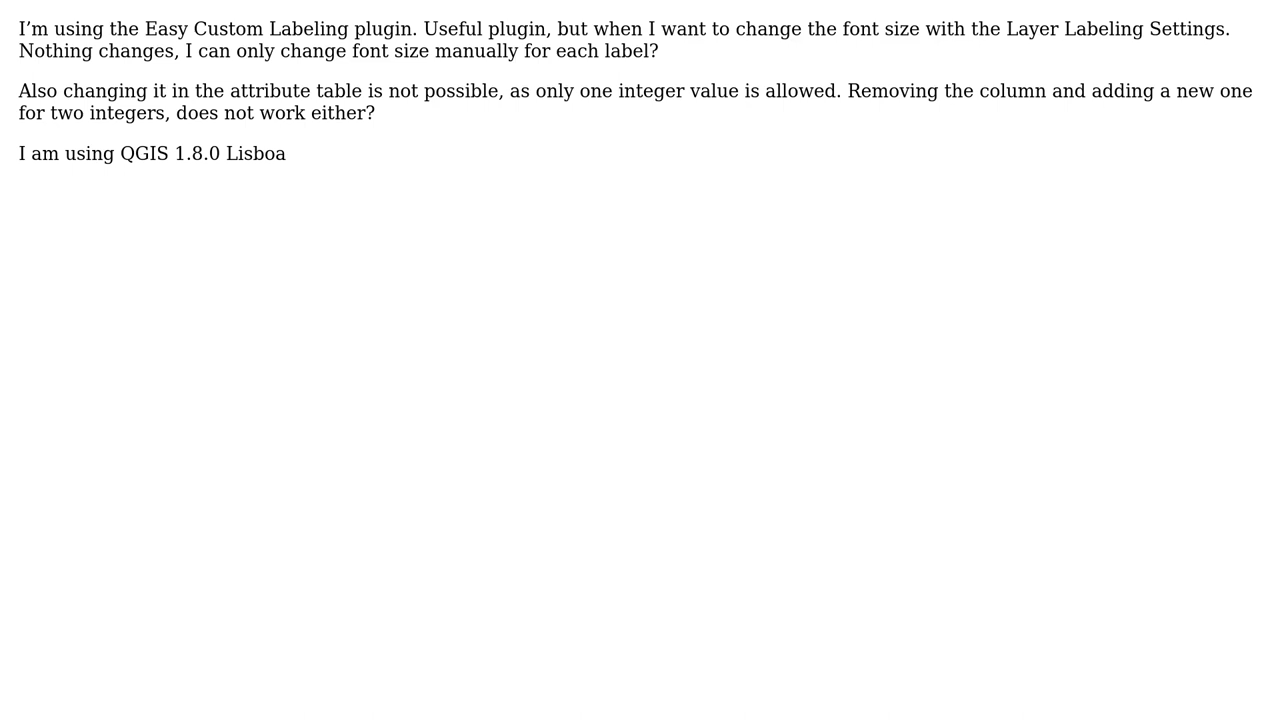 I’m using the Easy Custom Labeling plugin. Useful plugin, but when I want to change the font size with the Layer Labeling Settings.
Nothing changes, I can only change font size manually for each label?
Also changing it in the attribute table is not possible, as only one integer value is allowed. Removing the column and adding a new one
for two integers, does not work either?
I am using QGIS 1.8.0 Lisboa